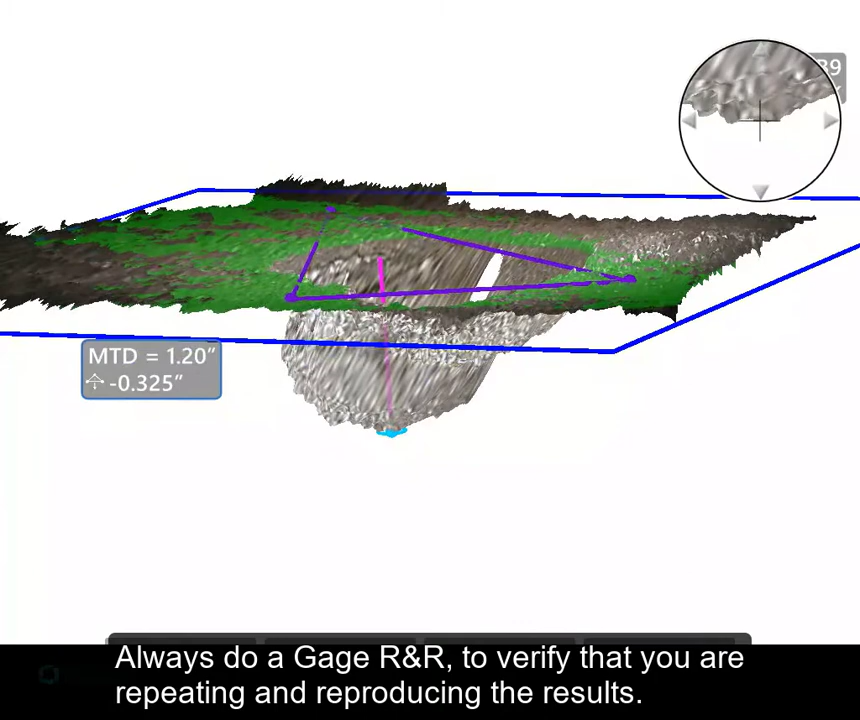 MTD = 1.20"
-0.325"
Always do a Gage R&R, to verify that you are
repeating and reproducing the results.